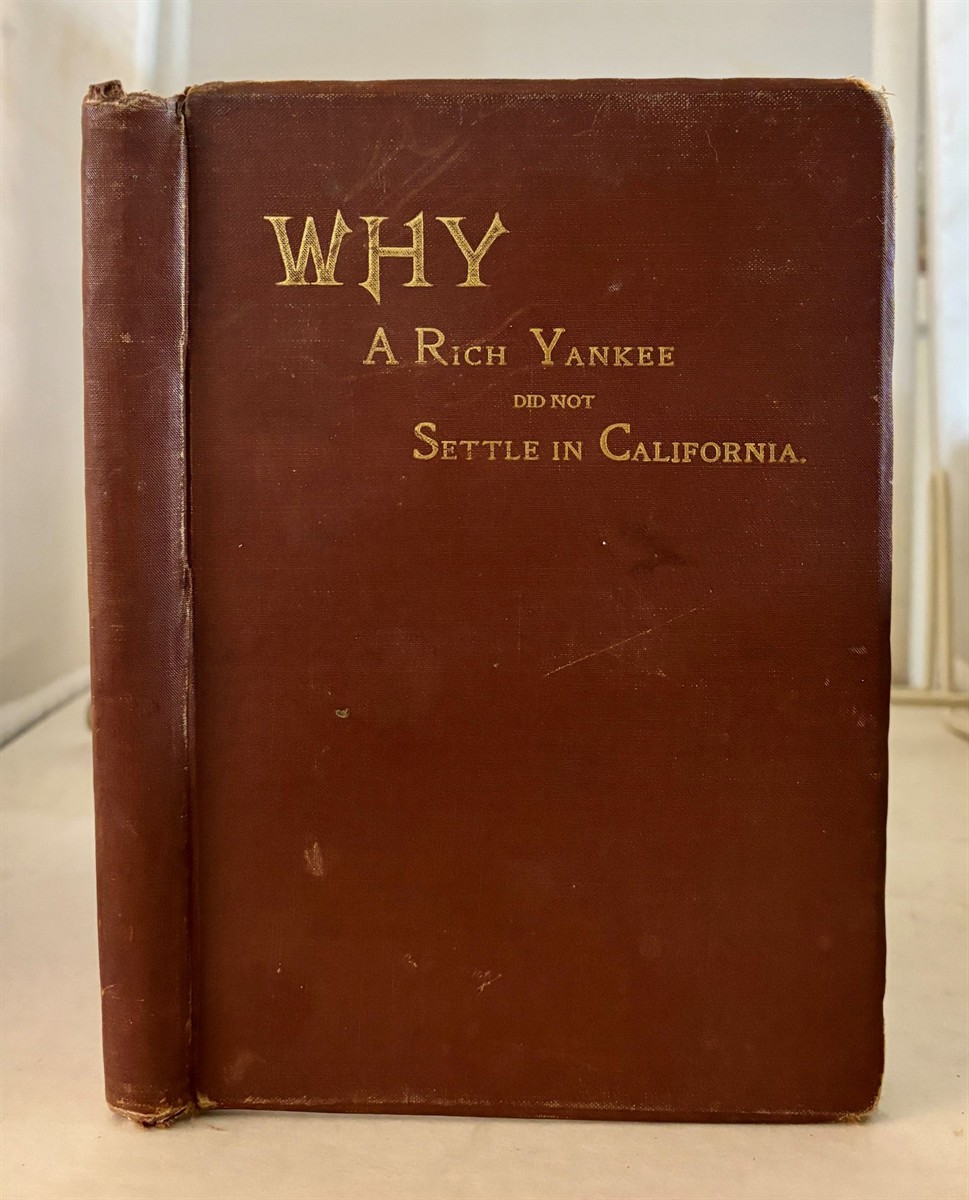 WHY
A RICH YANKEE
DID NOT
SETTLE IN CALIFORNIA.